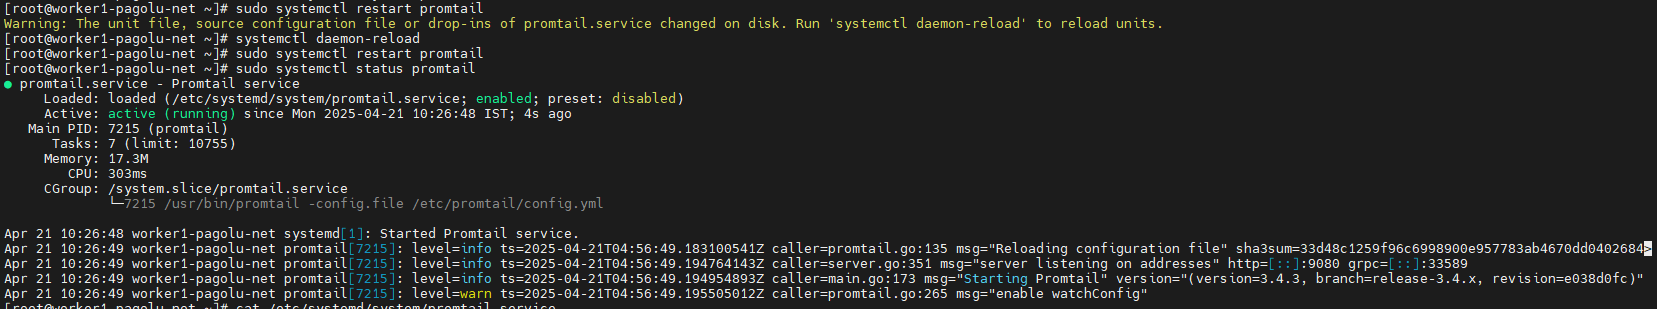 [root@worker1-pagolu-net ~]# sudo systemctl restart promtail
Warning: The unit file, source configuration file or drop-ins of promtail.service changed on disk. Run 'systemctl daemon-reload' to reload units.
[root@worker1-pagolu-net ~]# systemctl daemon-reload
[root@worker1-pagolu-net ~]# sudo systemctl restart promtail
[root@worker1-pagolu-net ~]# sudo systemctl status promtail
● promtail.service - Promtail service
Loaded: loaded (/etc/systemd/system/promtail.service; enabled; preset: disabled)
Active: active (running) since Mon 2025-04-21 10:26:48 IST; 4s ago
Main PID: 7215 (promtail)
Tasks: 7 (limit: 10755)
Memory: 17.3M
CPU: 303ms
CGroup: /system.slice/promtail.service
└─7215 /usr/bin/promtail -config.file /etc/promtail/config.yml
Apr 21 10:26:48 worker1-pagolu-net systemd[1]: Started Promtail service.
Apr 21 10:26:49 worker1-pagolu-net promtail[7215]: level=info ts=2025-04-21T04:56:49.183100541Z caller=promtail.go:135 msg="Reloading configuration file" sha3sum=33d48c1259f96c6998900e957783ab4670dd0402684>
Apr 21 10:26:49 worker1-pagolu-net promtail[7215]: level=info ts=2025-04-21T04:56:49.194764143Z caller=server.go:351 msg="server listening on addresses" http=[::]:9080 grpc=[::]:33589
Apr 21 10:26:49 worker1-pagolu-net promtail[7215]: level=info ts=2025-04-21T04:56:49.194954893Z caller=main.go:173 msg="Starting Promtail" version="(version=3.4.3, branch=release-3.4.x, revision=e038d0fc)"
Apr 21 10:26:49 worker1-pagolu-net promtail[7215]: level=warn ts=2025-04-21T04:56:49.195505012Z caller=promtail.go:265 msg="enable watchConfig"
[root@worker1-pagolu-net ~]# cat /etc/systemd/system/promtail.service